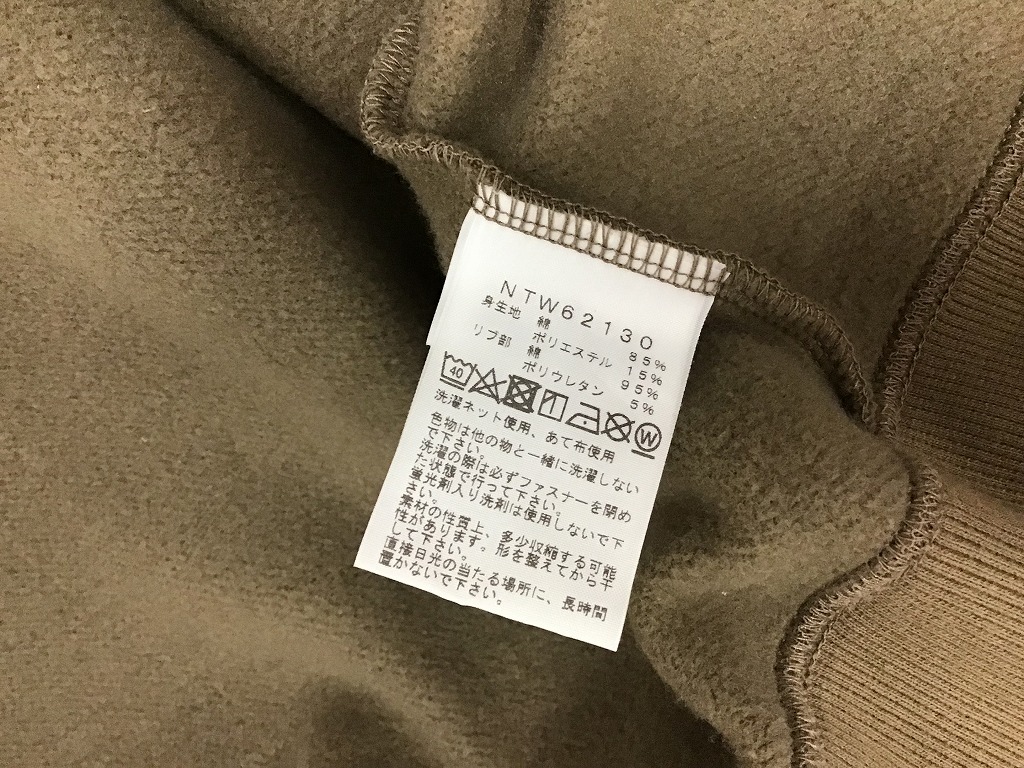 NTW62130
身生地 綿 85%
ポリエステル 15%
リブ部 綿 95%
ポリウレタン 5%
40 W
洗濯ネット使用、あて布使用
色物は他の物と一緒に洗濯しない
で下さい。
洗濯の際は必ずファスナーを閉め
た状態で行って下さい。
蛍光剤入り洗剤は使用しないで下
さい。
素材の性質上、多少収縮する可能
性があります。形を整えてから干
して下さい。
直接日光の当たる場所に、長時間
置かないで下さい。